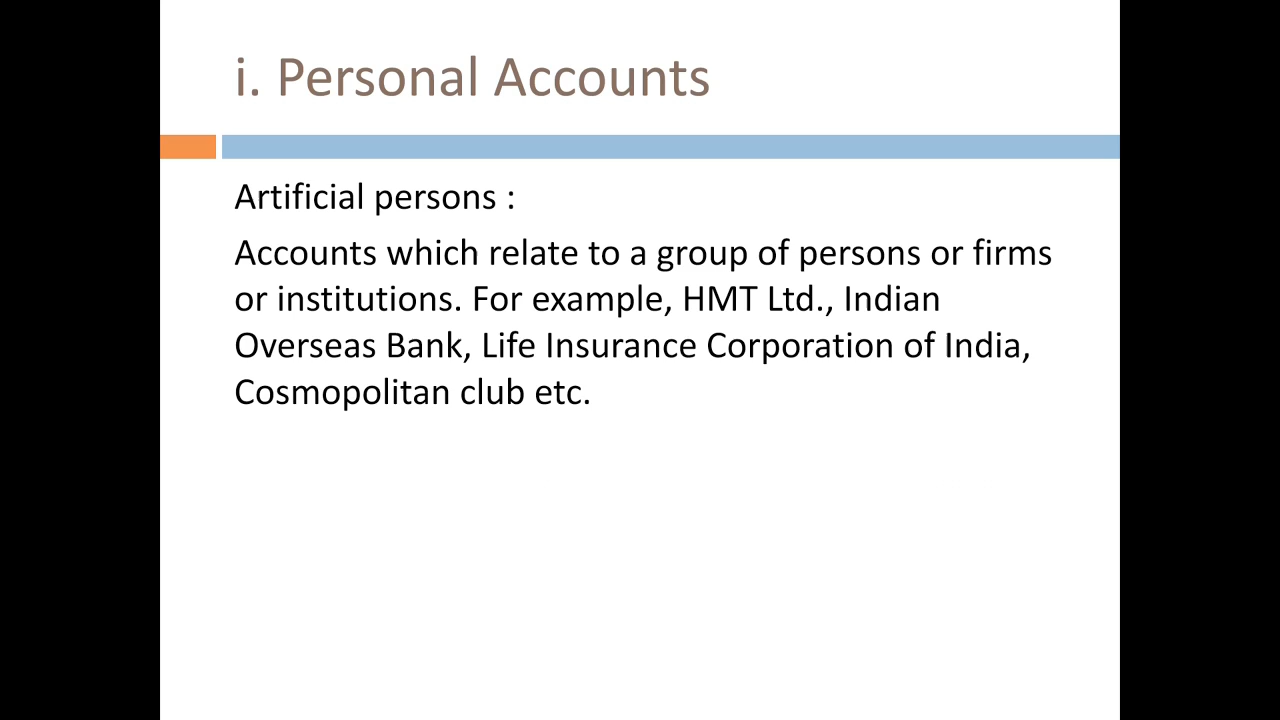 i. Personal Accounts
Artificial persons :
Accounts which relate to a group of persons or firms
or institutions. For example, HMT Ltd., Indian
Overseas Bank, Life Insurance Corporation of India,
Cosmopolitan club etc.